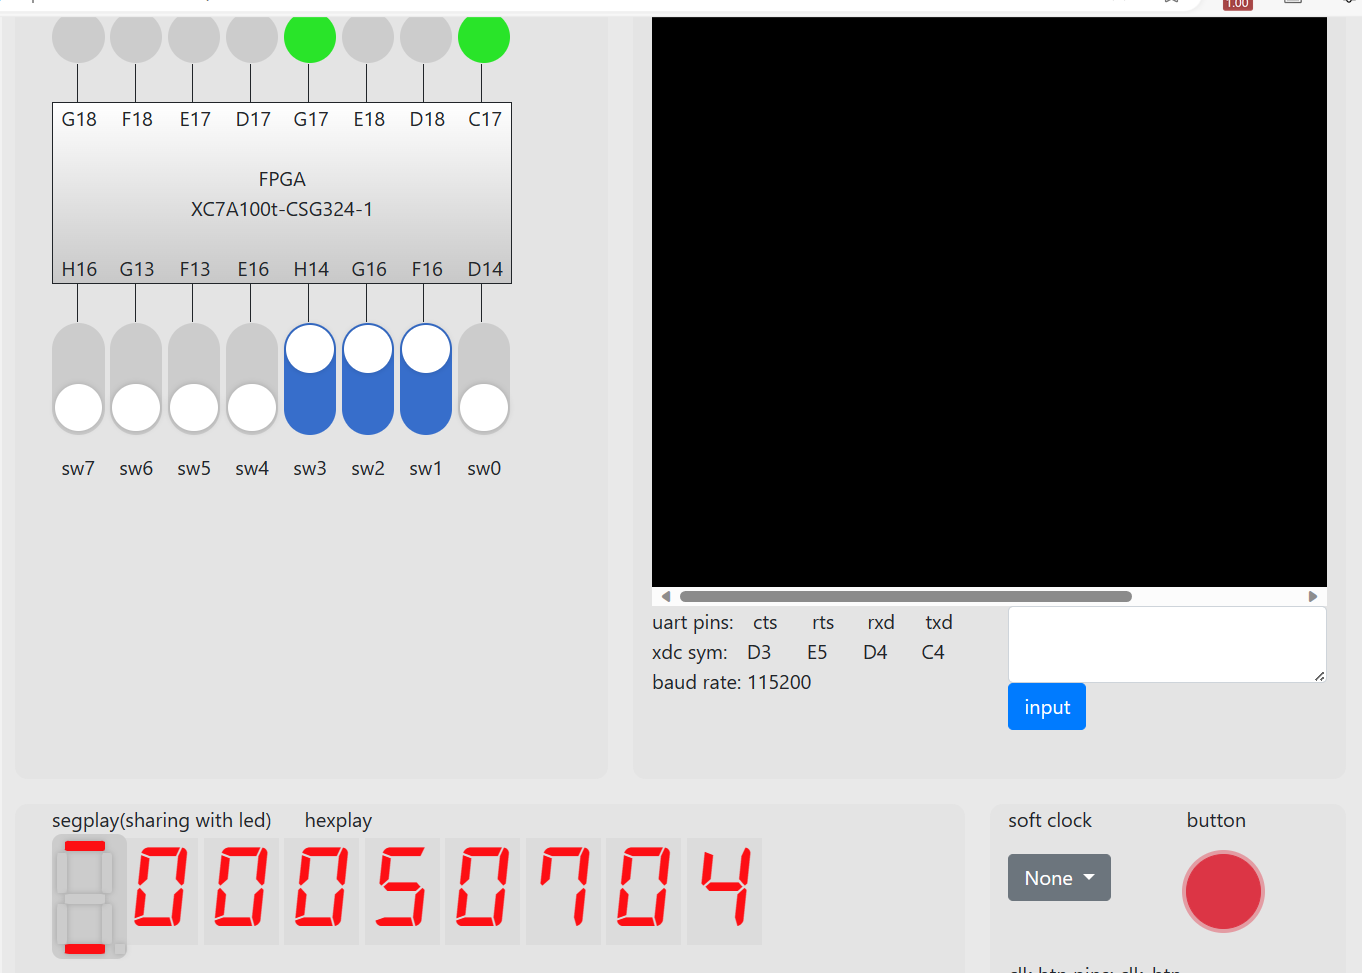 1.00
G18 F18 E17 D17 G17 E18 D18 C17
FPGA
XC7A100t-CSG324-1
H16 G13 F13 E16 H14 G16 F16 D14
sw7 sw6 sw5 sw4 sw3 sw2 sw1 sw0
uart pins: cts rts rxd txd
xdc sym: D3 E5 D4 C4
baud rate: 115200
input
segplay(sharing with led) hexplay
00050704
soft clock button
None